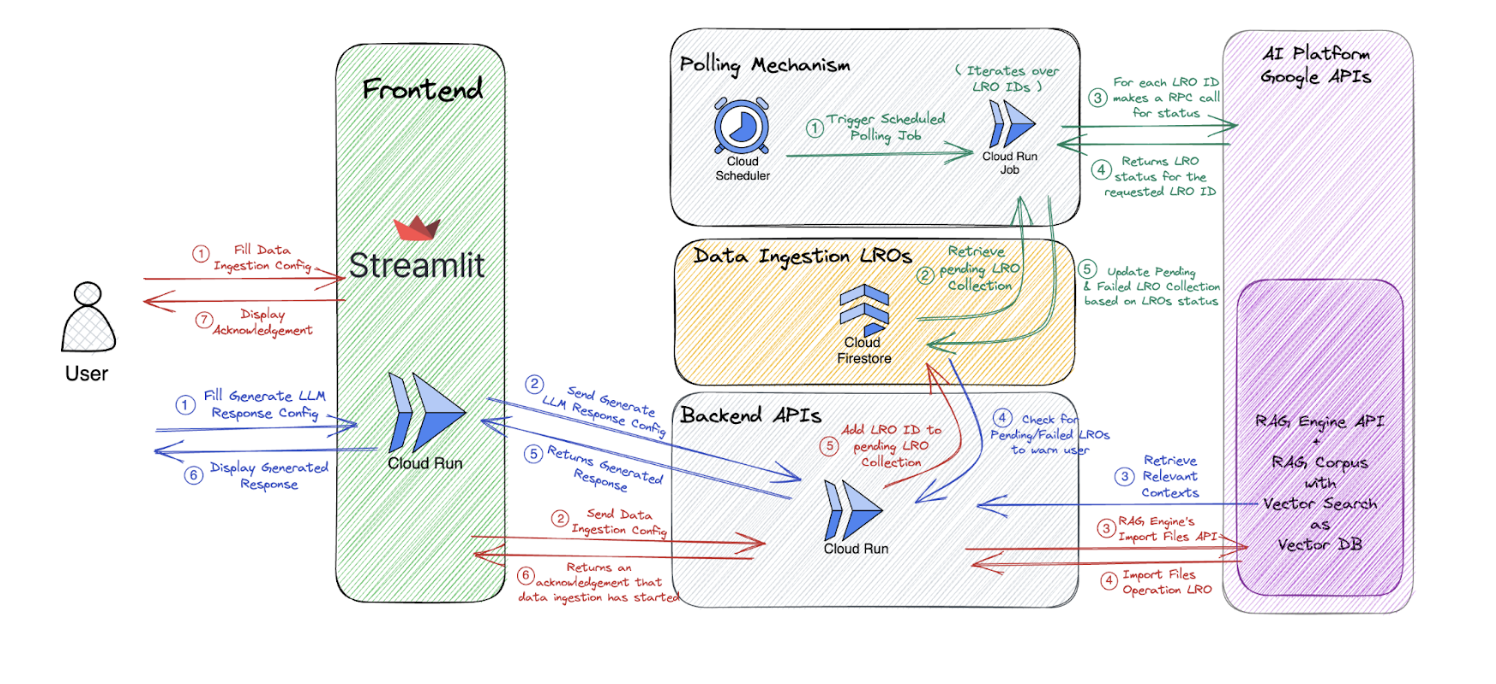 Frontend
Streamlit
Cloud Run
User
① Fill Data
Ingestion Config
⑦ Display
Acknowledgement
① Fill Generate LLM
Response Config
⑥ Display Generated
Response
② Send Generate
LLM Response Config
⑤ Returns Generated
Response
② Send Data
Ingestion Config
⑥ Returns an
acknowledgement that
data ingestion has started
Polling Mechanism
Cloud
Scheduler
① Trigger Scheduled
Polling Job
( Iterates over
LRO IDs )
Cloud Run
Job
③ For each LRO ID
makes a RPC call
for status
④ Returns LRO
status for the
requested LRO ID
Data Ingestion LROs
Cloud
Firestore
② Retrieve
pending LRO
Collection
⑤ Update Pending
& Failed LRO Collection
based on LROs status
Backend APIs
Cloud Run
⑤ Add LRO ID to
pending LRO
Collection
④ Check for
Pending/Failed LROs
to warn user
③ Retrieve
Relevant
Contexts
③ RAG Engine's
Import Files API
④ Import Files
Operation LRO
AI Platform
Google APIs
RAG Engine API
+
RAG Corpus
with
Vector Search
as
Vector DB